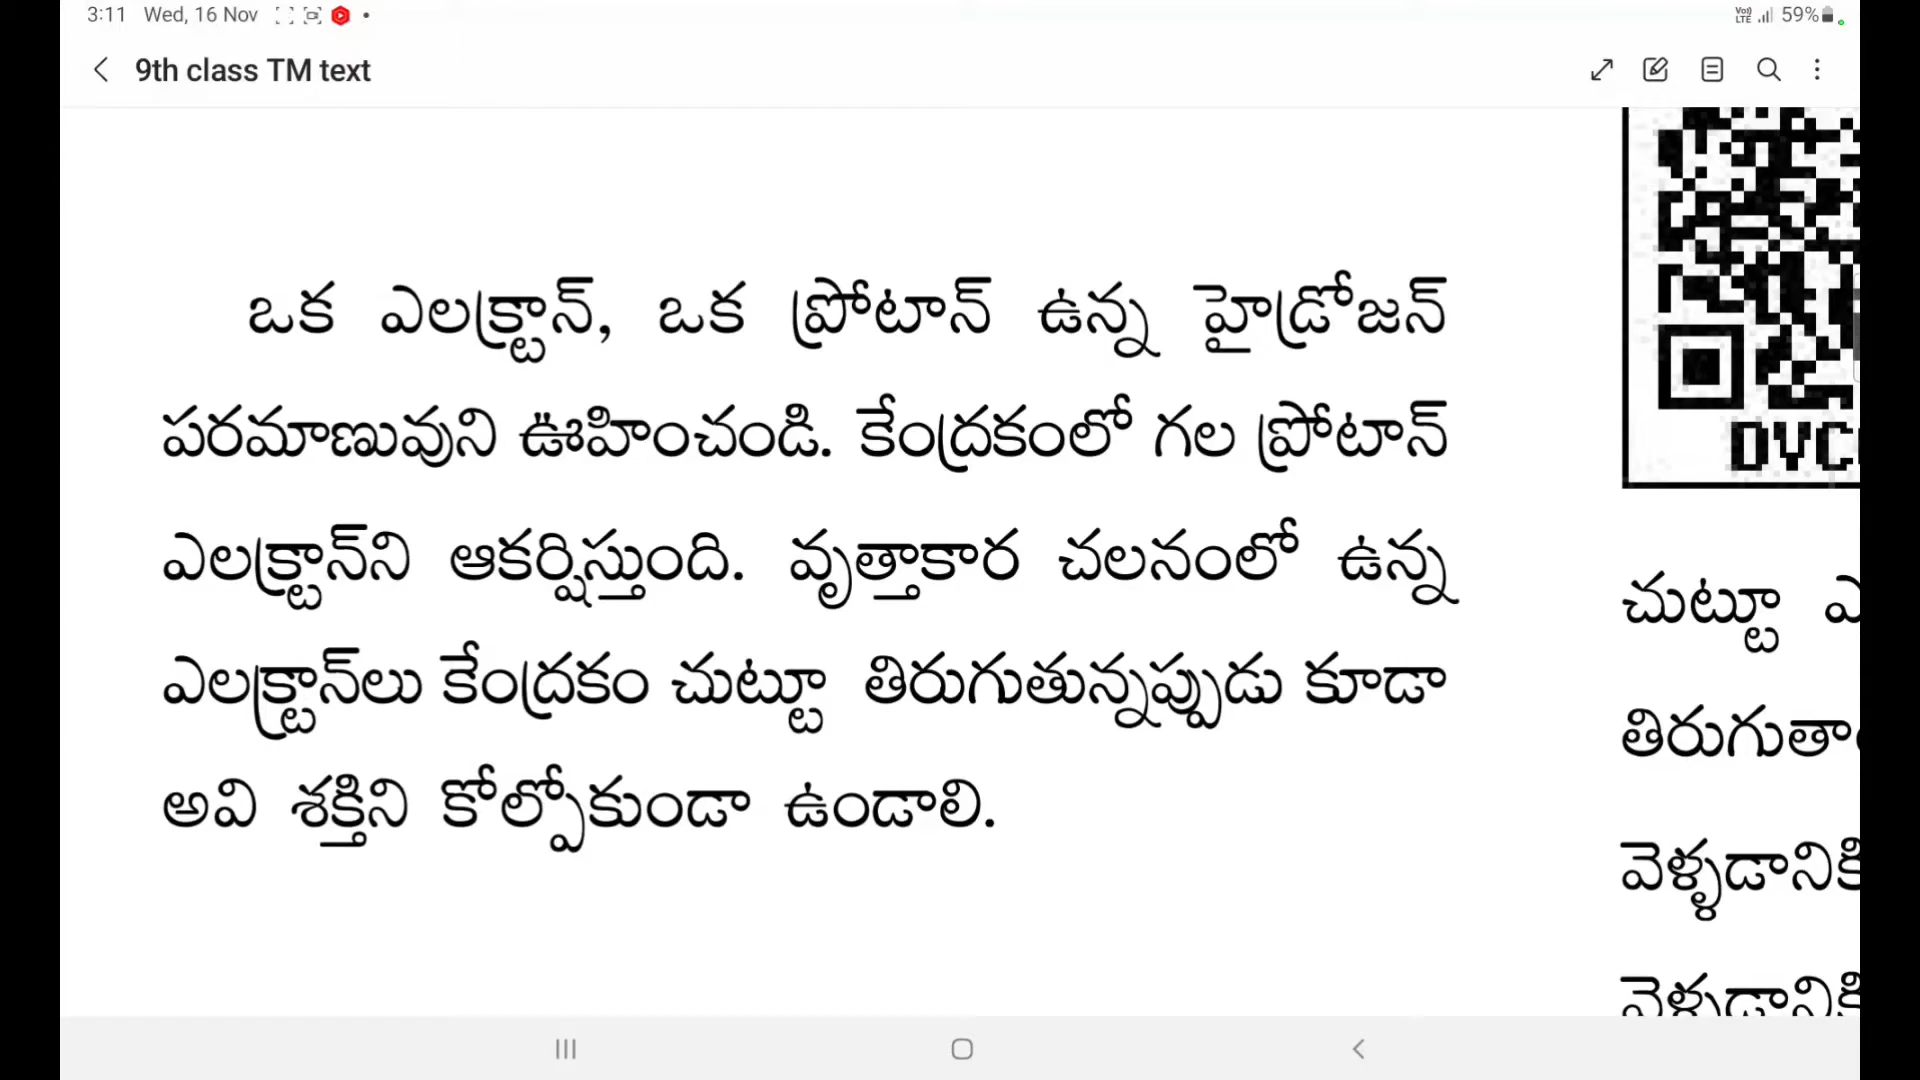 3:11 Wed, 16 Nov
59%
9th class TM text
ఒక ఎలక్ట్రాన్, ఒక ప్రోటాన్ ఉన్న హైడ్రోజన్
పరమాణువుని ఊహించండి. కేంద్రకంలో గల ప్రోటాన్
ఎలక్ట్రాన్‌ని ఆకర్షిస్తుంది. వృత్తాకార చలనంలో ఉన్న
ఎలక్ట్రాన్‌లు కేంద్రకం చుట్టూ తిరుగుతున్నప్పుడు కూడా
అవి శక్తిని కోల్పోకుండా ఉండాలి.
DVC
చుట్టూ